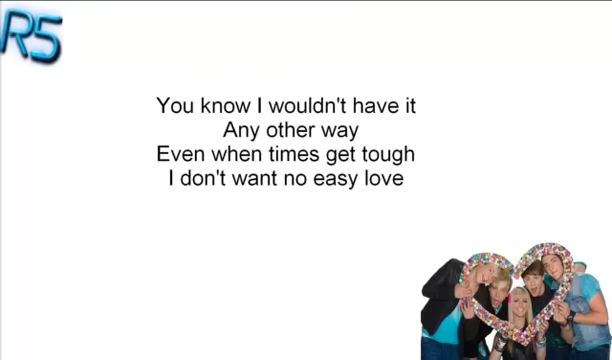 R5
You know I wouldn't have it
Any other way
Even when times get tough
I don't want no easy love